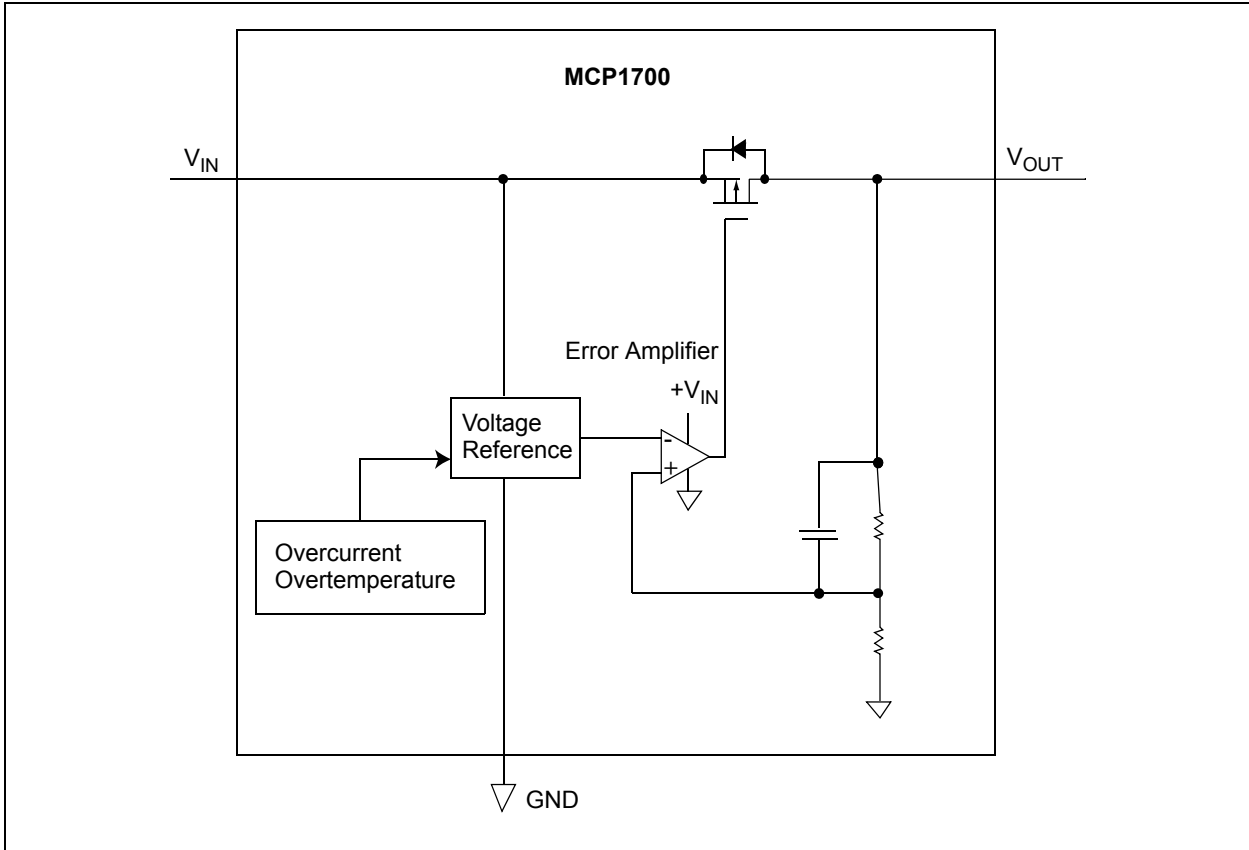 MCP1700
V_IN
V_OUT
Error Amplifier
+V_IN
Voltage
Reference
-
+
Overcurrent
Overtemperature
GND